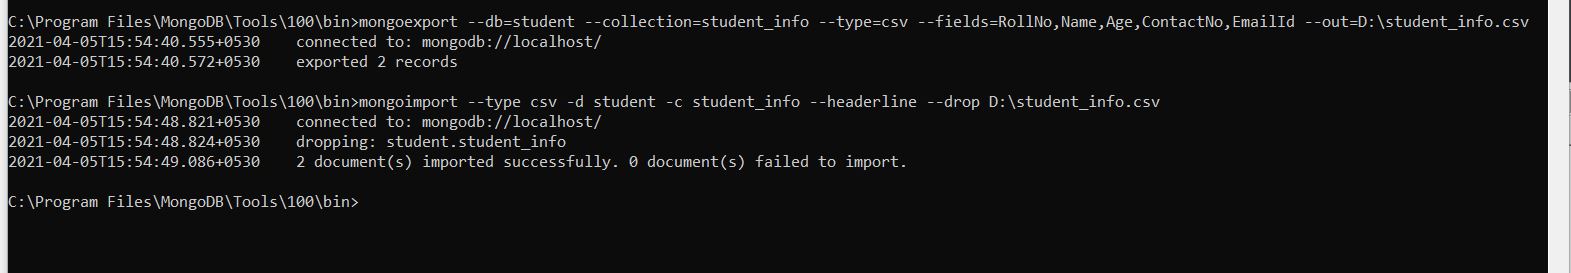 C:\Program Files\MongoDB\Tools\100\bin>mongoexport --db=student --collection=student_info --type=csv --fields=RollNo,Name,Age,ContactNo,EmailId --out=D:\student_info.csv
2021-04-05T15:54:40.555+0530    connected to: mongodb://localhost/
2021-04-05T15:54:40.572+0530    exported 2 records
C:\Program Files\MongoDB\Tools\100\bin>mongoimport --type csv -d student -c student_info --headerline --drop D:\student_info.csv
2021-04-05T15:54:48.821+0530    connected to: mongodb://localhost/
2021-04-05T15:54:48.824+0530    dropping: student.student_info
2021-04-05T15:54:49.086+0530    2 document(s) imported successfully. 0 document(s) failed to import.
C:\Program Files\MongoDB\Tools\100\bin>